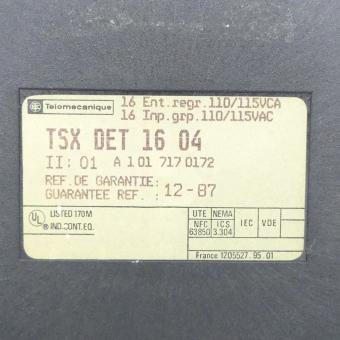 Telemecanique
16 Ent.regr.110/115VCA
16 Inp.grp.110/115VAC
TSX DET 16 04
II: 01 A 1 01 717 0172
REF.DE GARANTIE:
GUARANTEE REF. : 12-87
UL LISTED 170M
IND.CONT.EQ.
UTE NEMA IEC VDE
NFC ICS
63850 3.304
France 1205527.95.01